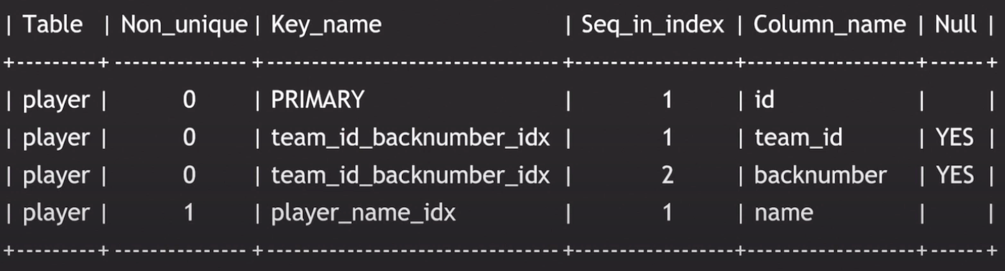 | Table | Non_unique | Key_name | Seq_in_index | Column_name | Null |
+---------+ --------------- +--------------------------------- +-------------------+-------------------+------+
| player | 0 | PRIMARY | 1 | id | |
| player | 0 | team_id_backnumber_idx | 1 | team_id | YES |
| player | 0 | team_id_backnumber_idx | 2 | backnumber | YES |
| player | 1 | player_name_idx | 1 | name | |
+---------+ --------------- +---------------------------------+-------------------+-------------------+------+